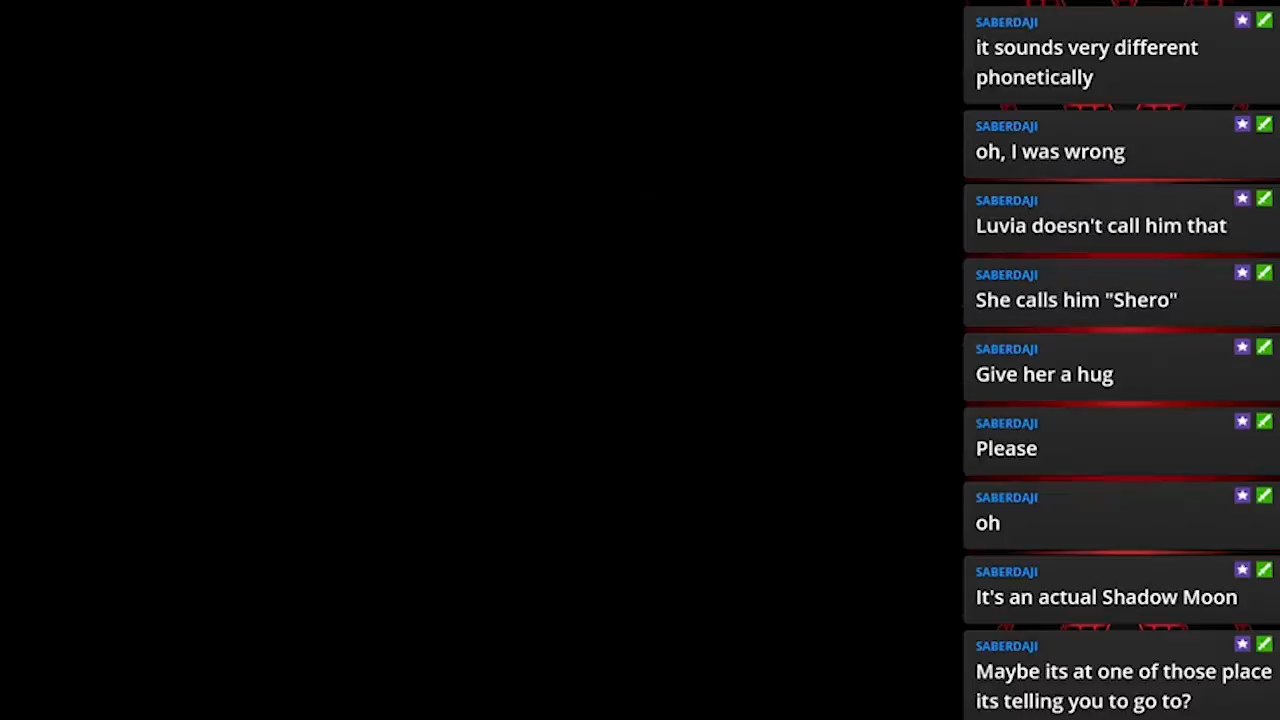 SABERDAJI
it sounds very different
phonetically
SABERDAJI
oh, I was wrong
SABERDAJI
Luvia doesn't call him that
SABERDAJI
She calls him "Shero"
SABERDAJI
Give her a hug
SABERDAJI
Please
SABERDAJI
oh
SABERDAJI
It's an actual Shadow Moon
SABERDAJI
Maybe its at one of those place
its telling you to go to?